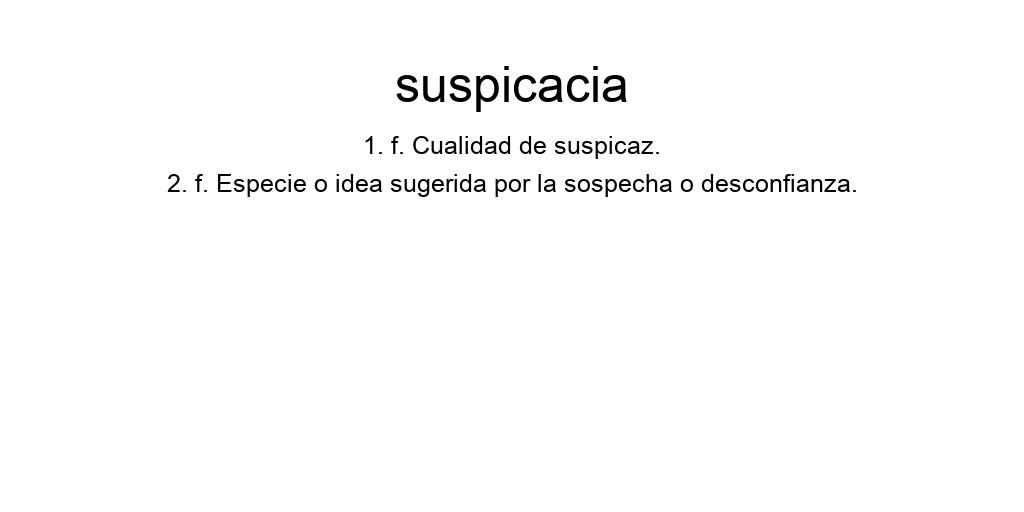 suspicacia
1. f. Cualidad de suspicaz.
2. f. Especie o idea sugerida por la sospecha o desconfianza.